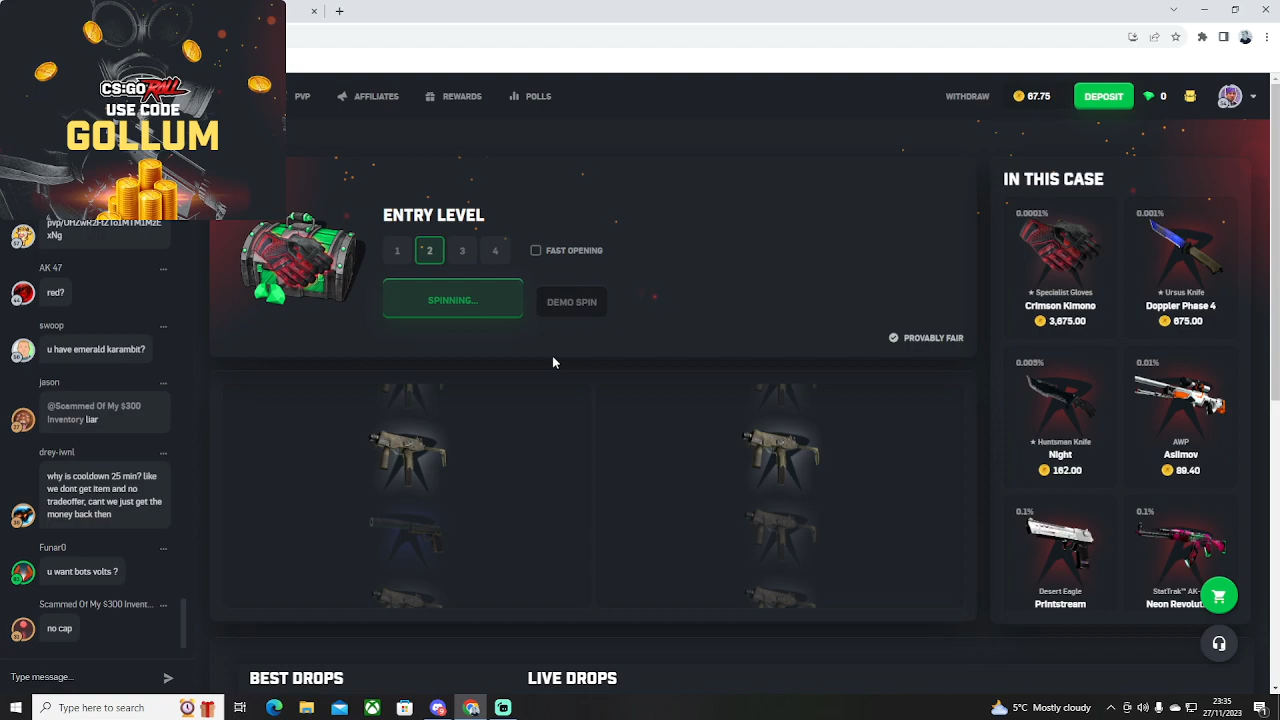 CS:GO ROLL
USE CODE
GOLLUM
PVP
AFFILIATES
REWARDS
POLLS
WITHDRAW
67.75
DEPOSIT
0
xNg
AK 47
red?
swoop
u have emerald karambit?
jason
@Scammed Of My $300
Inventory liar
drey-iwnl
why is cooldown 25 min? like
we dont get item and no
tradeoffer, cant we just get the
money back then
Funar0
u want bots volts ?
Scammed Of My $300 Invent...
no cap
Type message...
ENTRY LEVEL
1
2
3
4
FAST OPENING
SPINNING...
DEMO SPIN
PROVABLY FAIR
IN THIS CASE
0.0001%
★ Specialist Gloves
Crimson Kimono
3,675.00
0.001%
★ Ursus Knife
Doppler Phase 4
675.00
0.005%
★ Huntsman Knife
Night
162.00
0.01%
AWP
Asiimov
89.40
0.1%
Desert Eagle
Printstream
0.1%
StatTrak™ AK-
Neon Revolut
BEST DROPS
LIVE DROPS
Type here to search
5°C Mostly cloudy
23:35
27/11/2023